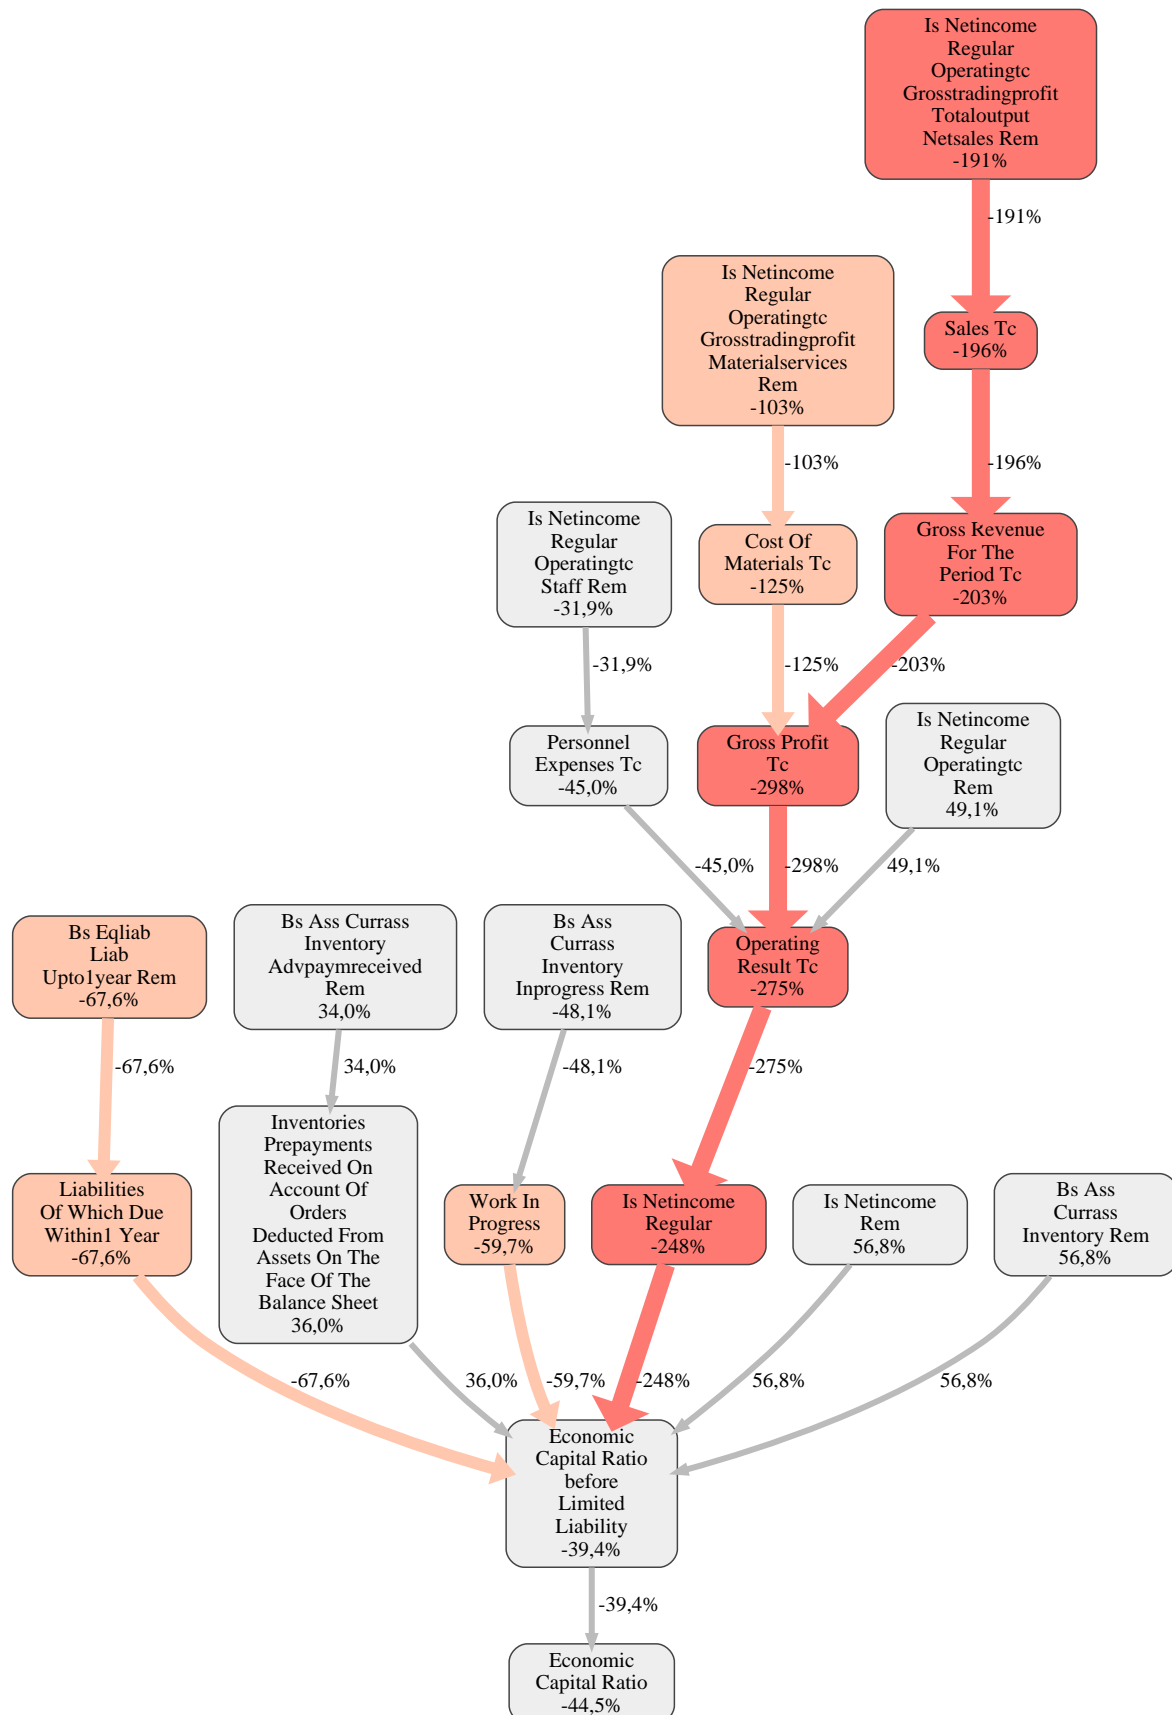 Is Netincome
Regular
Operatingtc
Grosstradingprofit
Totaloutput
Netsales Rem
-191%
-191%
Is Netincome
Regular
Operatingtc
Grosstradingprofit
Materialservices
Rem
-103%
Sales Tc
-196%
-103%
-196%
Is Netincome
Regular
Operatingtc
Staff Rem
-31,9%
Cost Of
Materials Tc
-125%
Gross Revenue
For The
Period Tc
-203%
-31,9%
-125%
-203%
Personnel
Expenses Tc
-45,0%
Gross Profit
Tc
-298%
Is Netincome
Regular
Operatingtc
Rem
49,1%
-45,0%
-298%
49,1%
Bs Eqliab
Liab
Upto1year Rem
-67,6%
Bs Ass Currass
Inventory
Advpaymreceived
Rem
34,0%
Bs Ass
Currass
Inventory
Inprogress Rem
-48,1%
Operating
Result Tc
-275%
-67,6%
34,0%
-48,1%
-275%
Liabilities
Of Which Due
Within1 Year
-67,6%
Inventories
Prepayments
Received On
Account Of
Orders
Deducted From
Assets On The
Face Of The
Balance Sheet
36,0%
Work In
Progress
-59,7%
Is Netincome
Regular
-248%
Is Netincome
Rem
56,8%
Bs Ass
Currass
Inventory Rem
56,8%
-67,6%
36,0%
-59,7%
-248%
56,8%
56,8%
Economic
Capital Ratio
before
Limited
Liability
-39,4%
-39,4%
Economic
Capital Ratio
-44,5%